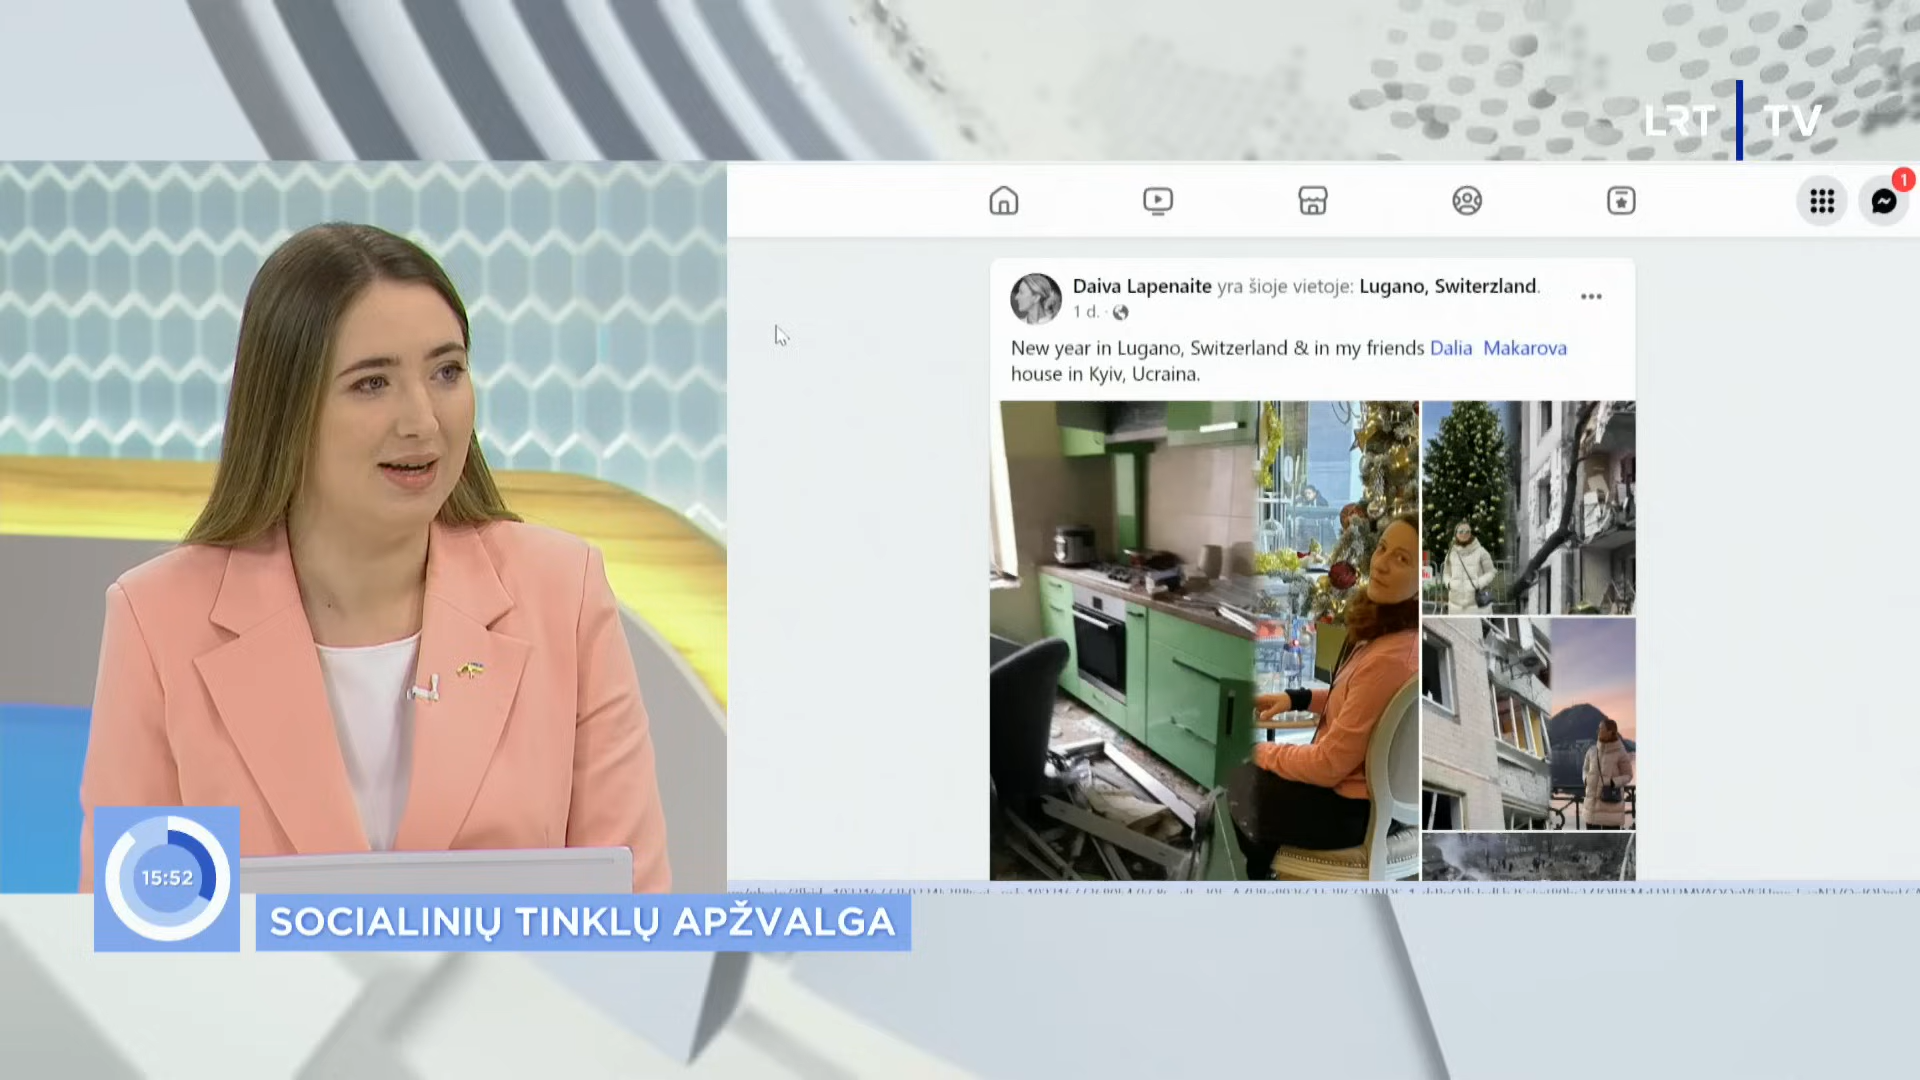 LRT TV
1
Daiva Lapenaite yra šioje vietoje: Lugano, Switerzland.
1 d.
New year in Lugano, Switzerland & in my friends Dalia Makarova
house in Kyiv, Ucraina.
15:52
SOCIALINIŲ TINKLŲ APŽVALGA